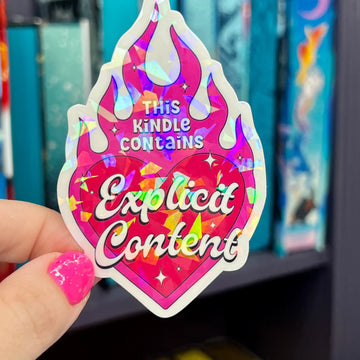 THiS
KiNDLE
CONTAiNS
Explicit
Content